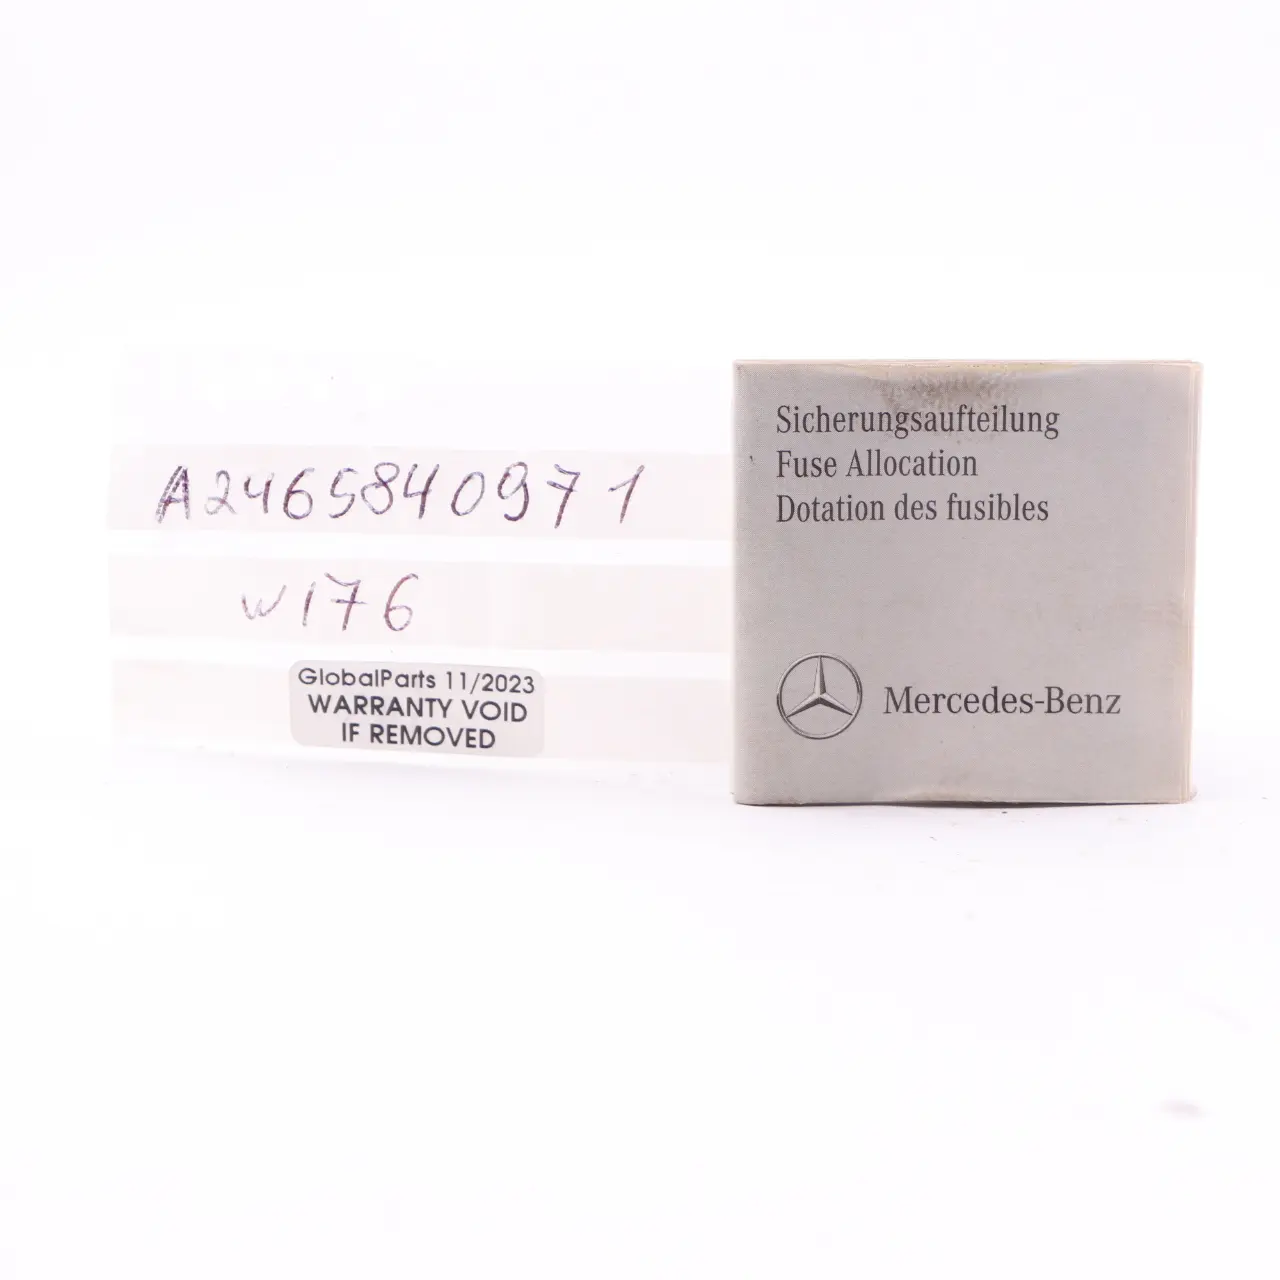 A2465840971
W176
GlobalParts 11/2023
WARRANTY VOID
IF REMOVED
Sicherungsaufteilung
Fuse Allocation
Dotation des fusibles
Mercedes-Benz